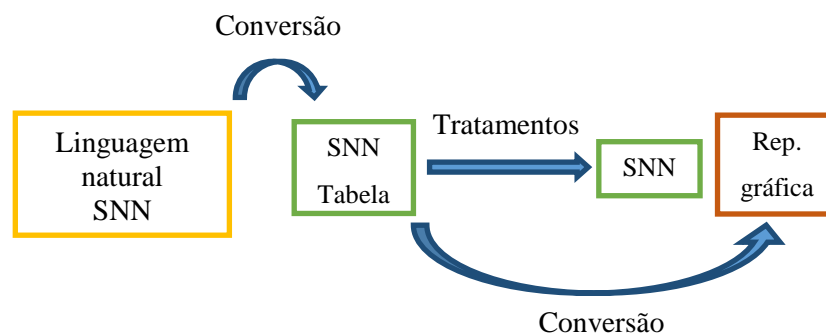 Conversão
Linguagem
natural
SNN
SNN
Tabela
Tratamentos
SNN
Rep.
gráfica
Conversão